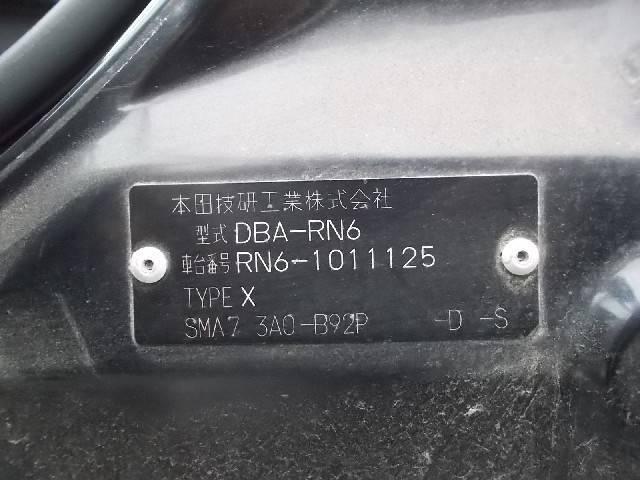 本田技研工業株式会社
型式 DBA-RN6
車台番号 RN6-1011125
TYPE X
SMA7 3A0-B92P -D -S